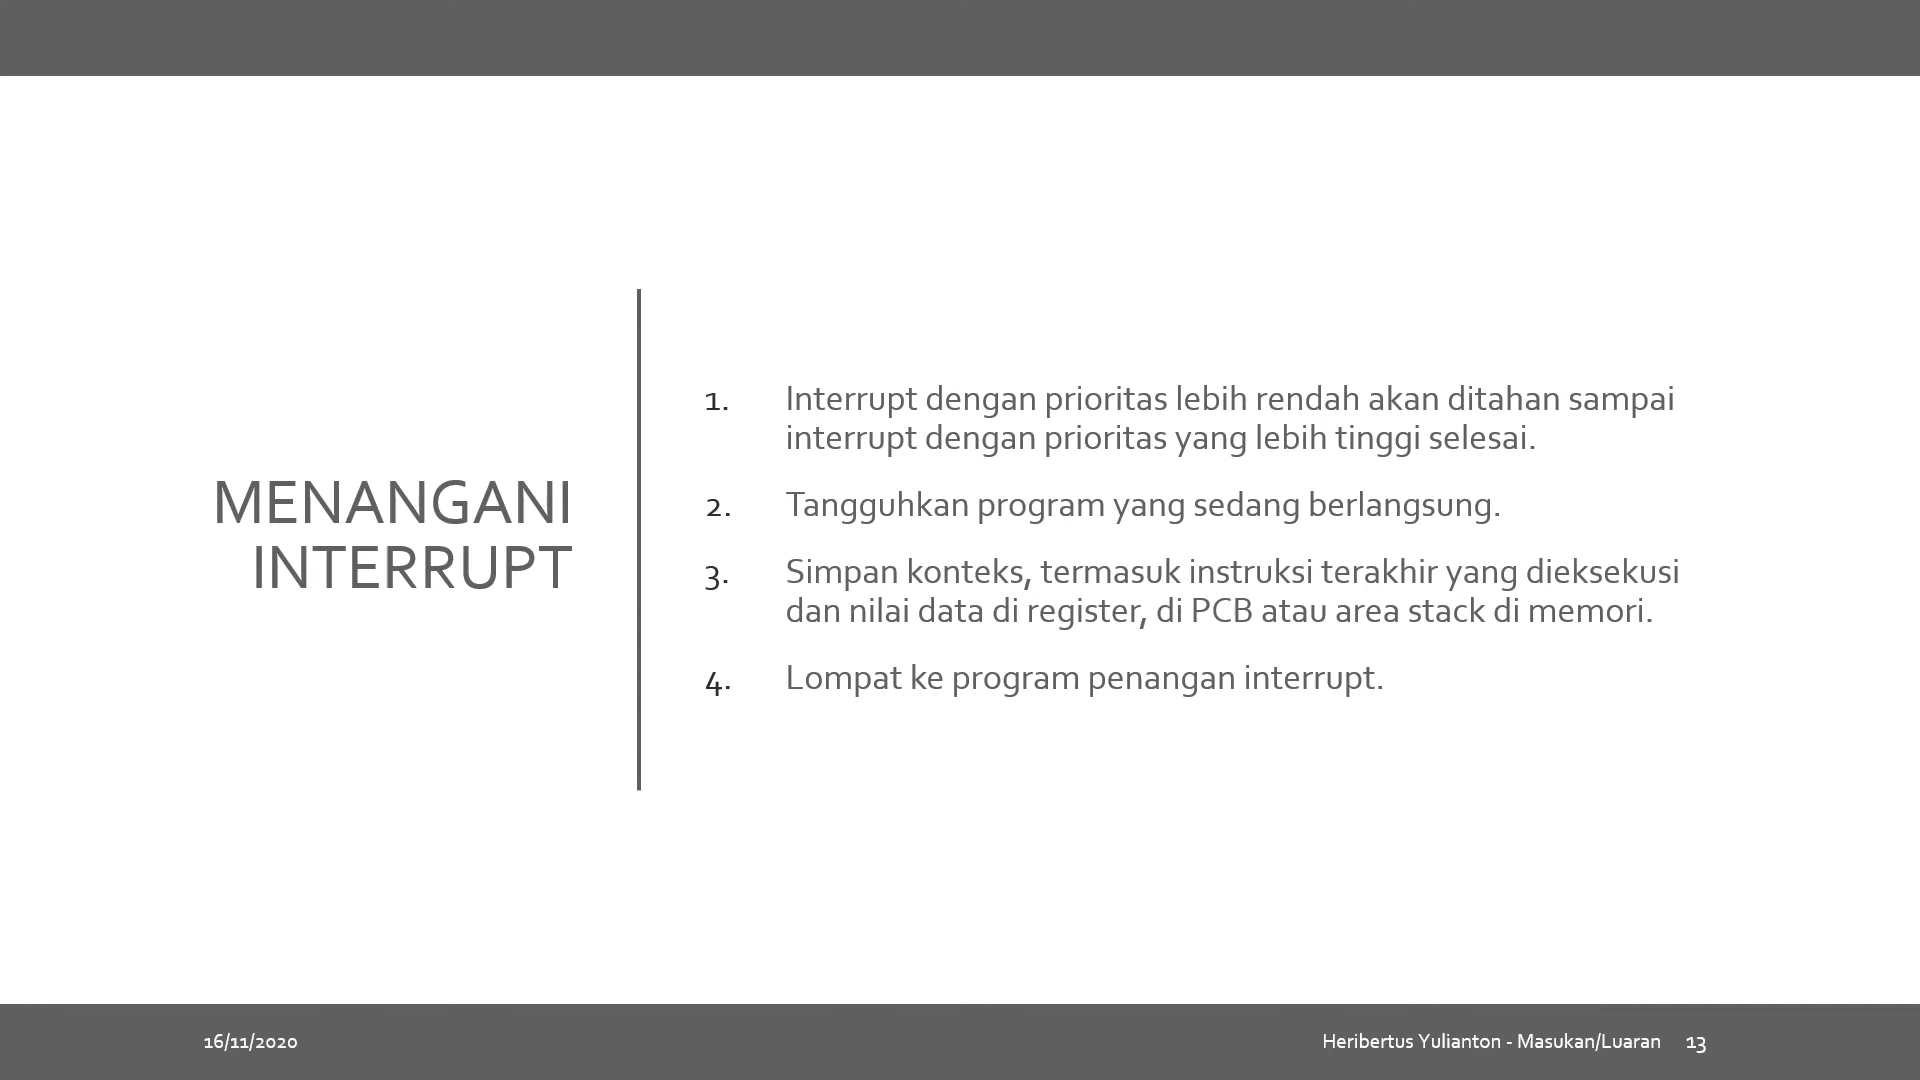 MENANGANI
INTERRUPT
1. Interrupt dengan prioritas lebih rendah akan ditahan sampai
interrupt dengan prioritas yang lebih tinggi selesai.
2. Tangguhkan program yang sedang berlangsung.
3. Simpan konteks, termasuk instruksi terakhir yang dieksekusi
dan nilai data di register, di PCB atau area stack di memori.
4. Lompat ke program penangan interrupt.
16/11/2020
Heribertus Yulianton - Masukan/Luaran 13